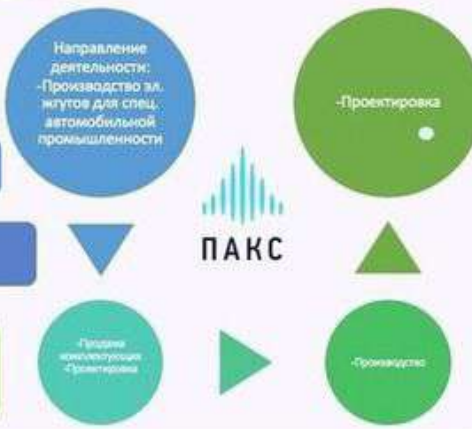 Направление
деятельности:
-Производство эл.
жгутов для спец.
автомобильной
промышленности
-Проектировка
ПАКС
-Продажа
комплектующих
-Проектировка
-Производство